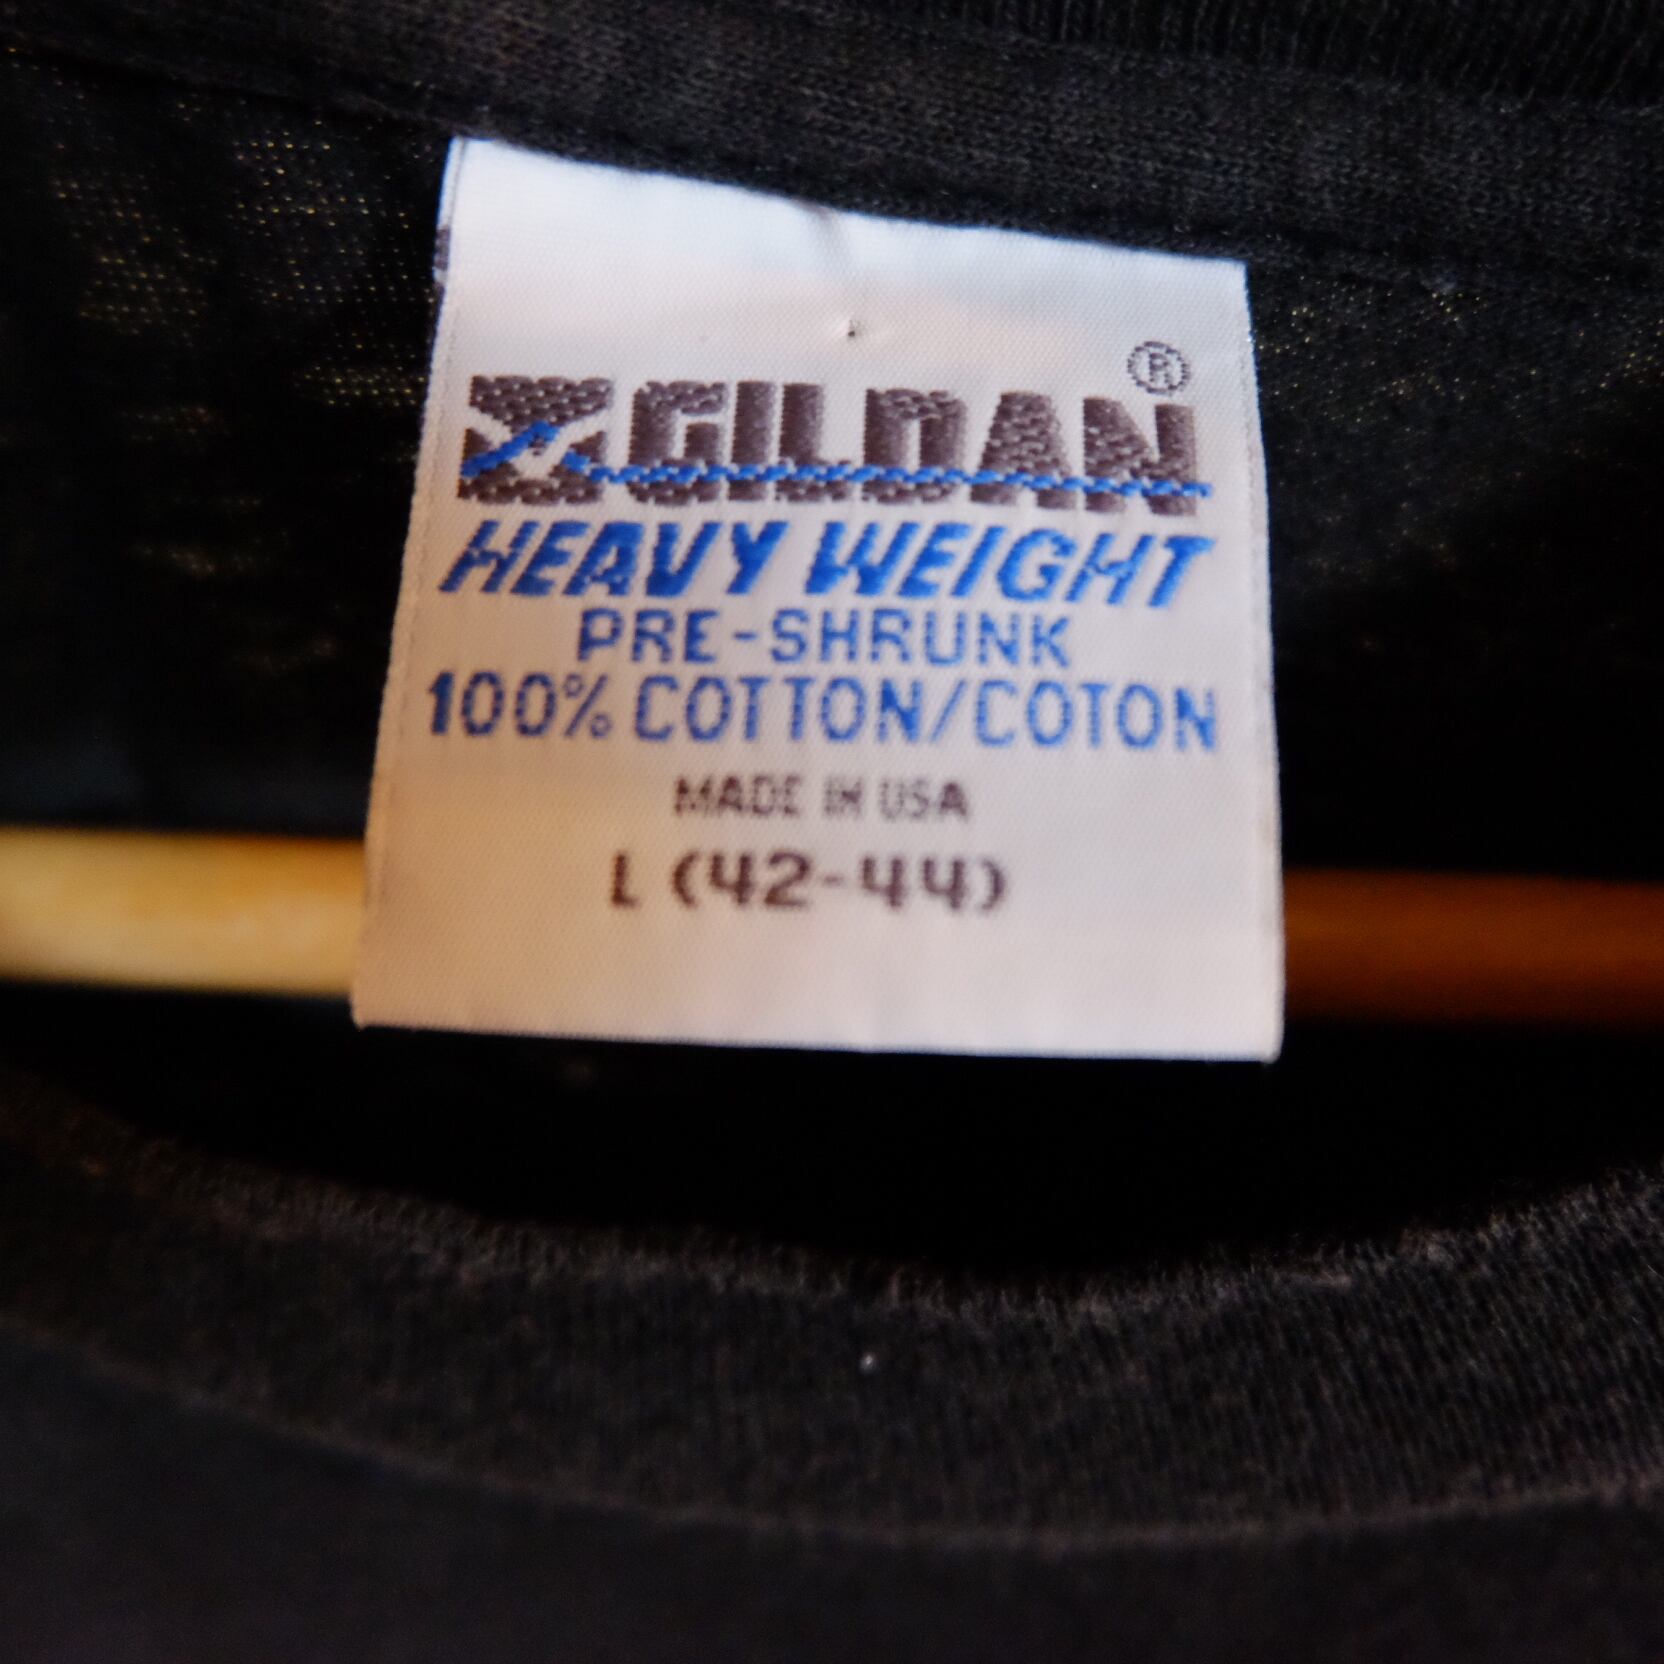 GILDAN®
HEAVY WEIGHT
PRE-SHRUNK
100% COTTON/COTON
MADE IN USA
L (42-44)